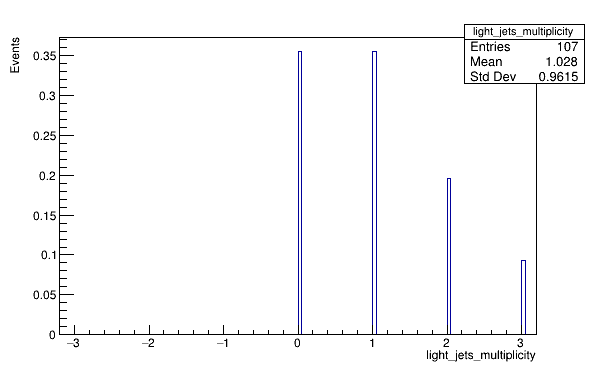 light_jets_multiplicity
Entries 107
Mean 1.028
Std Dev 0.9615
Events
0.35
0.3
0.25
0.2
0.15
0.1
0.05
0
−3 −2 −1 0 1 2 3
light_jets_multiplicity